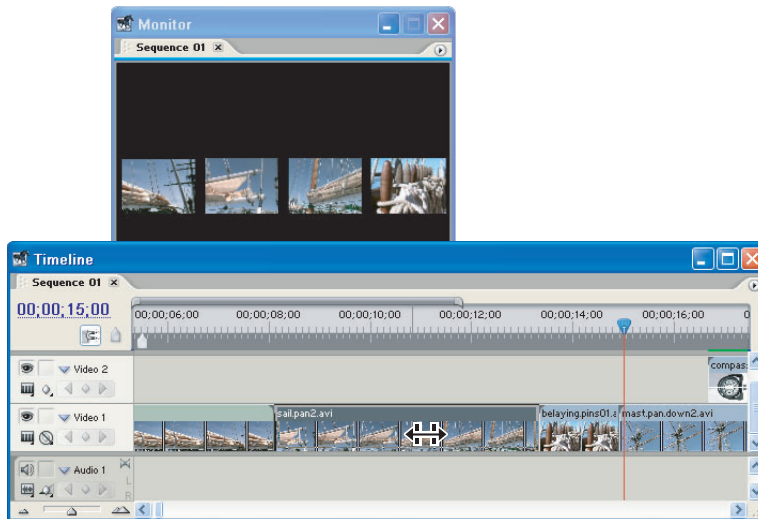 Monitor
Sequence 01
Timeline
Sequence 01
00;00;15;00
00;00;06;00 00;00;08;00 00;00;10;00 00;00;12;00 00;00;14;00 00;00;16;00 0
Video 2
compas
Video 1
sail.pan2.avi
belaying.pins01.a
mast.pan.down2.avi
Audio 1
L
R